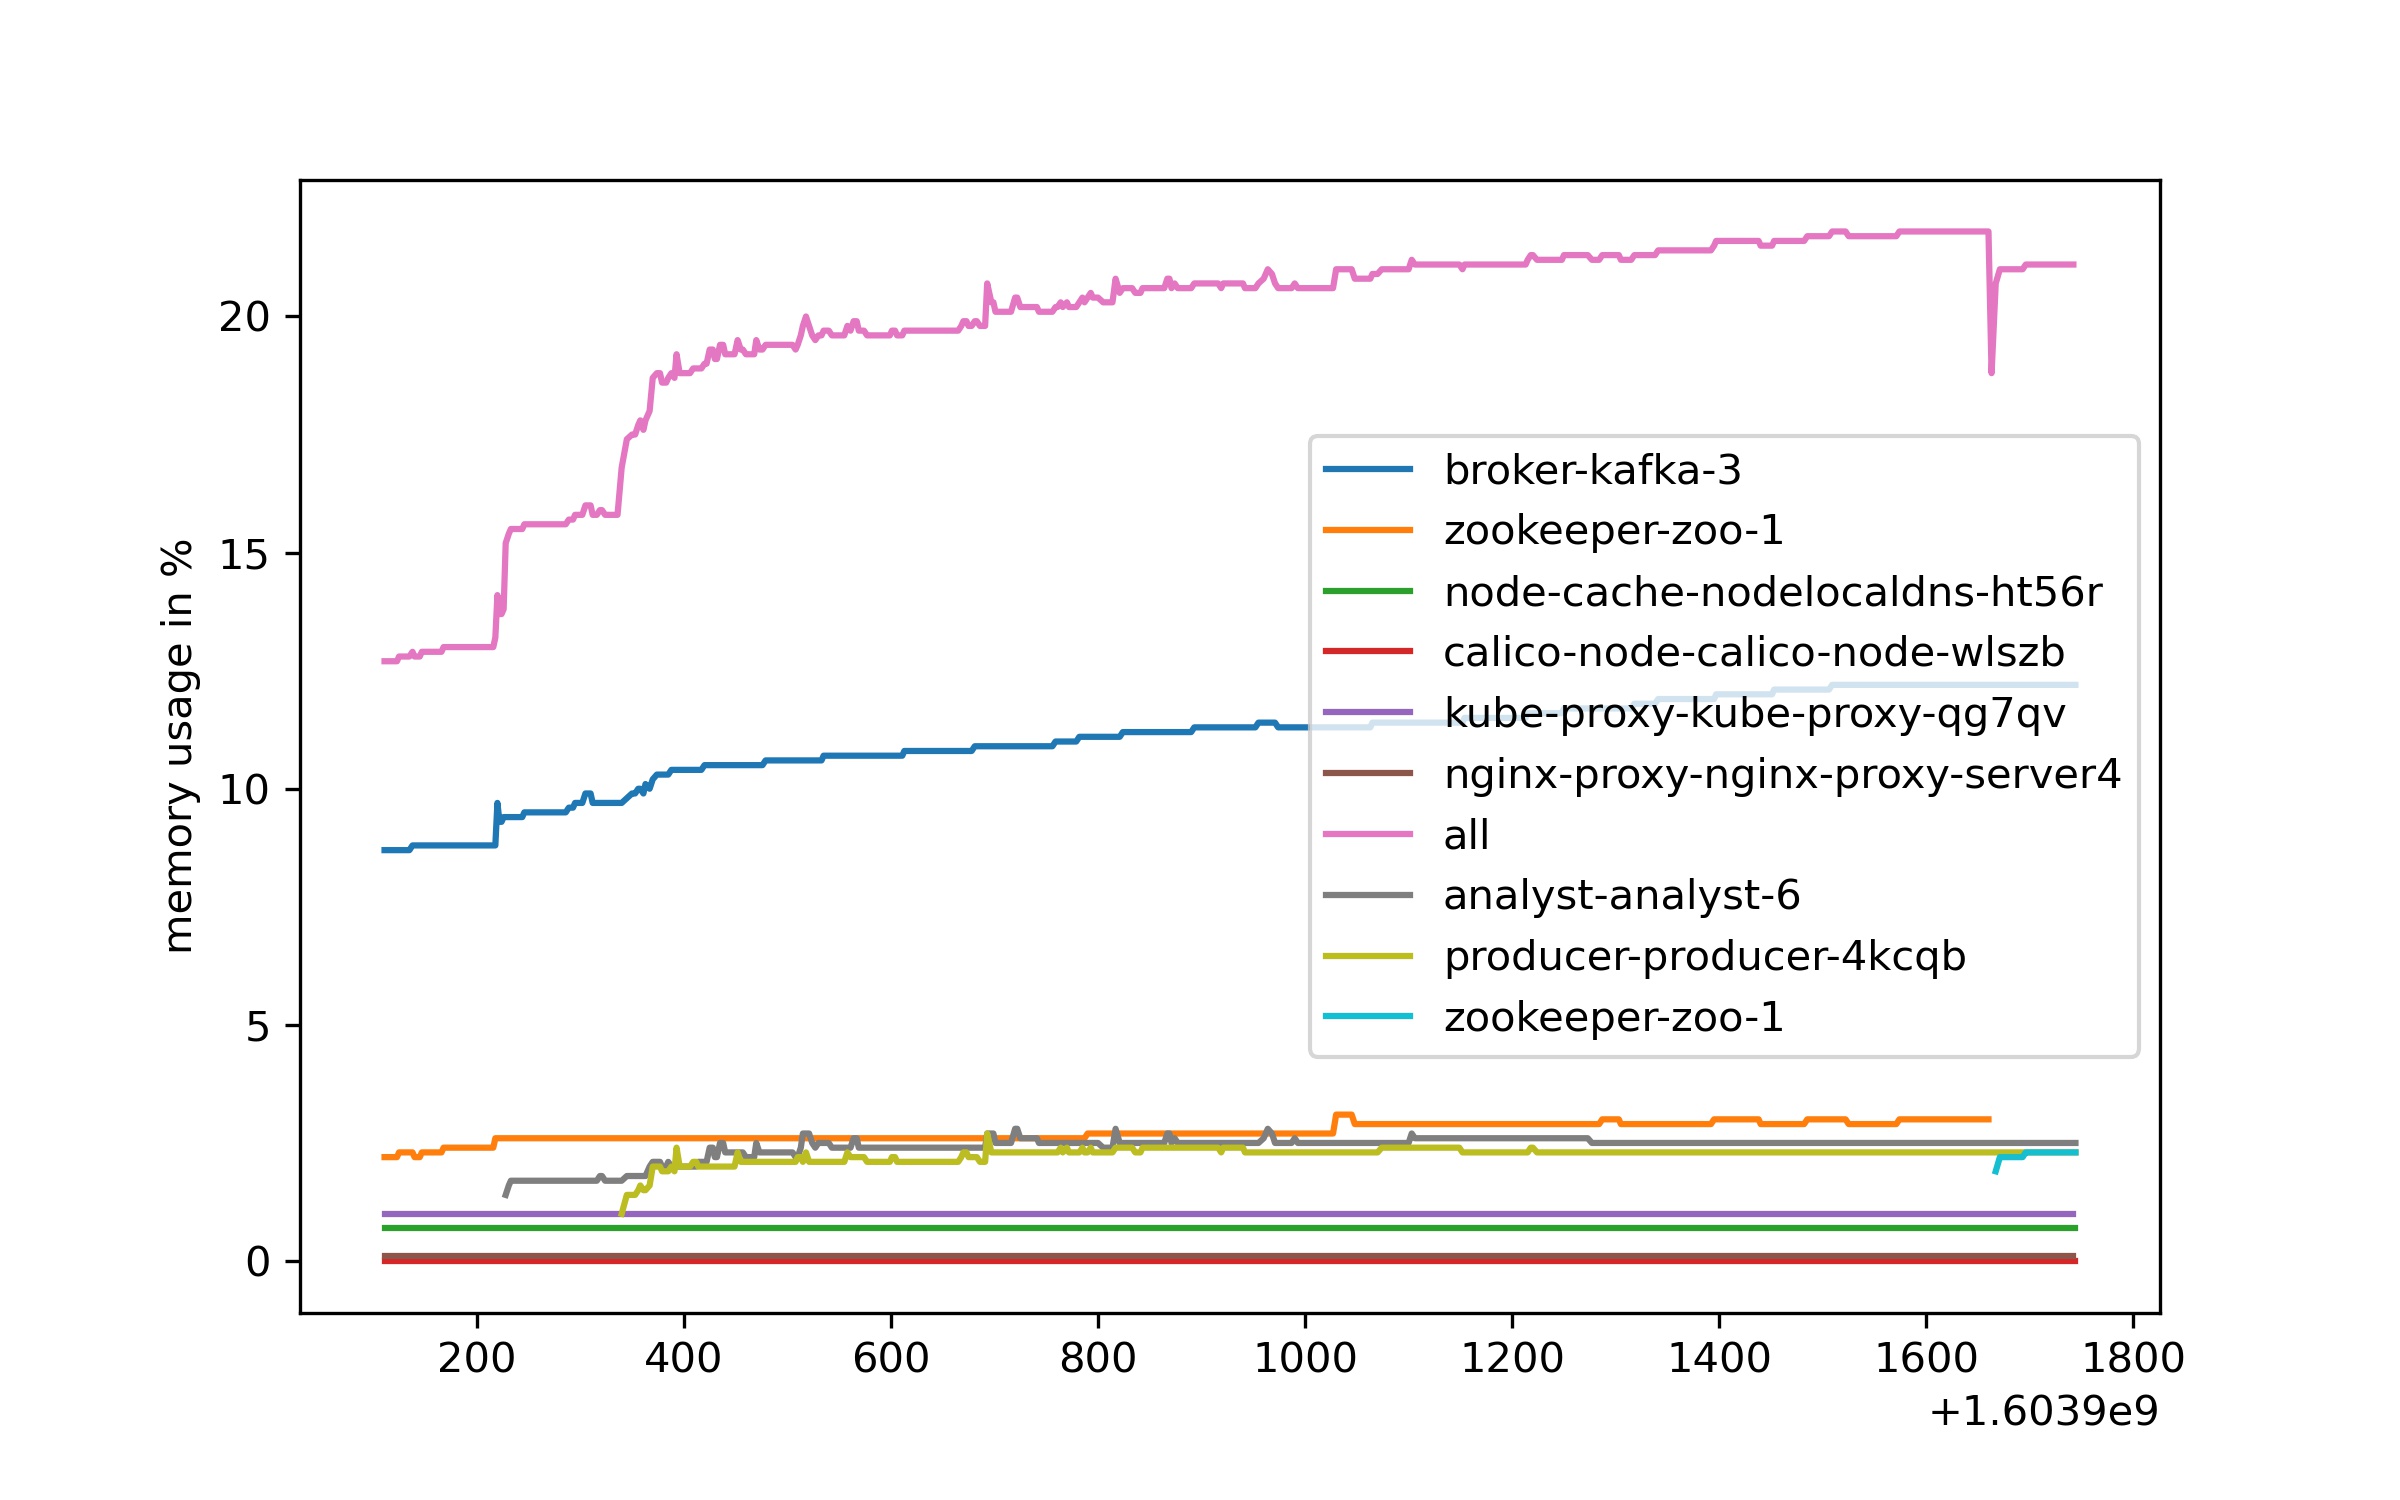 memory usage in %
20
15
10
5
0
broker-kafka-3
zookeeper-zoo-1
node-cache-nodelocaldns-ht56r
calico-node-calico-node-wlszb
kube-proxy-kube-proxy-qg7qv
nginx-proxy-nginx-proxy-server4
all
analyst-analyst-6
producer-producer-4kcqb
zookeeper-zoo-1
200 400 600 800 1000 1200 1400 1600 1800
+1.6039e9